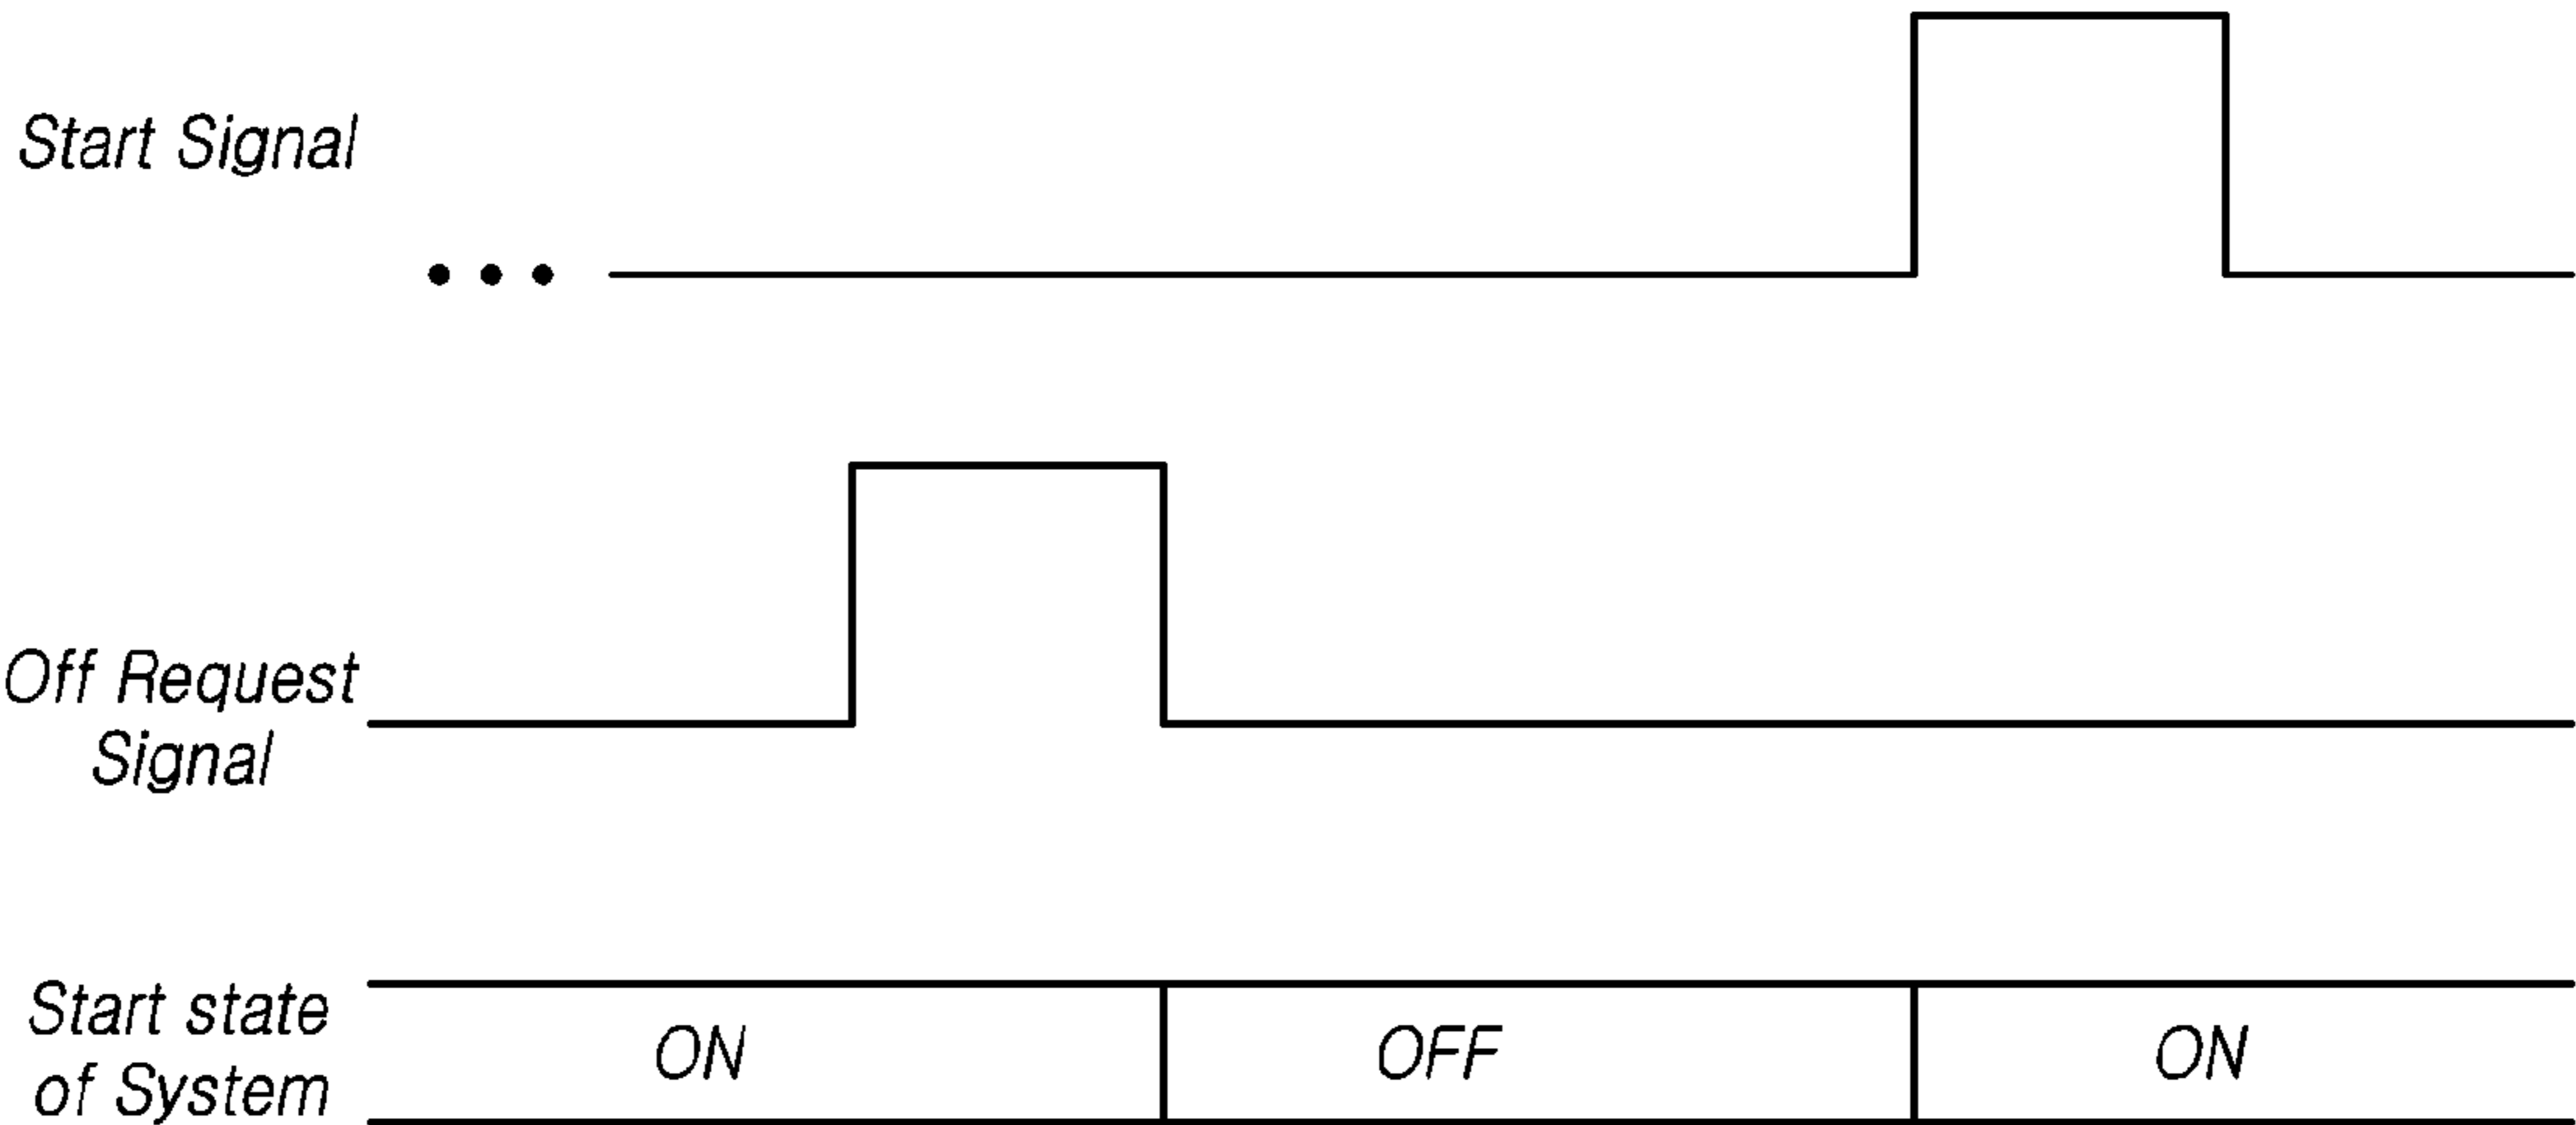 Start Signal
Off Request
Signal
Start state
of System
ON
OFF
ON